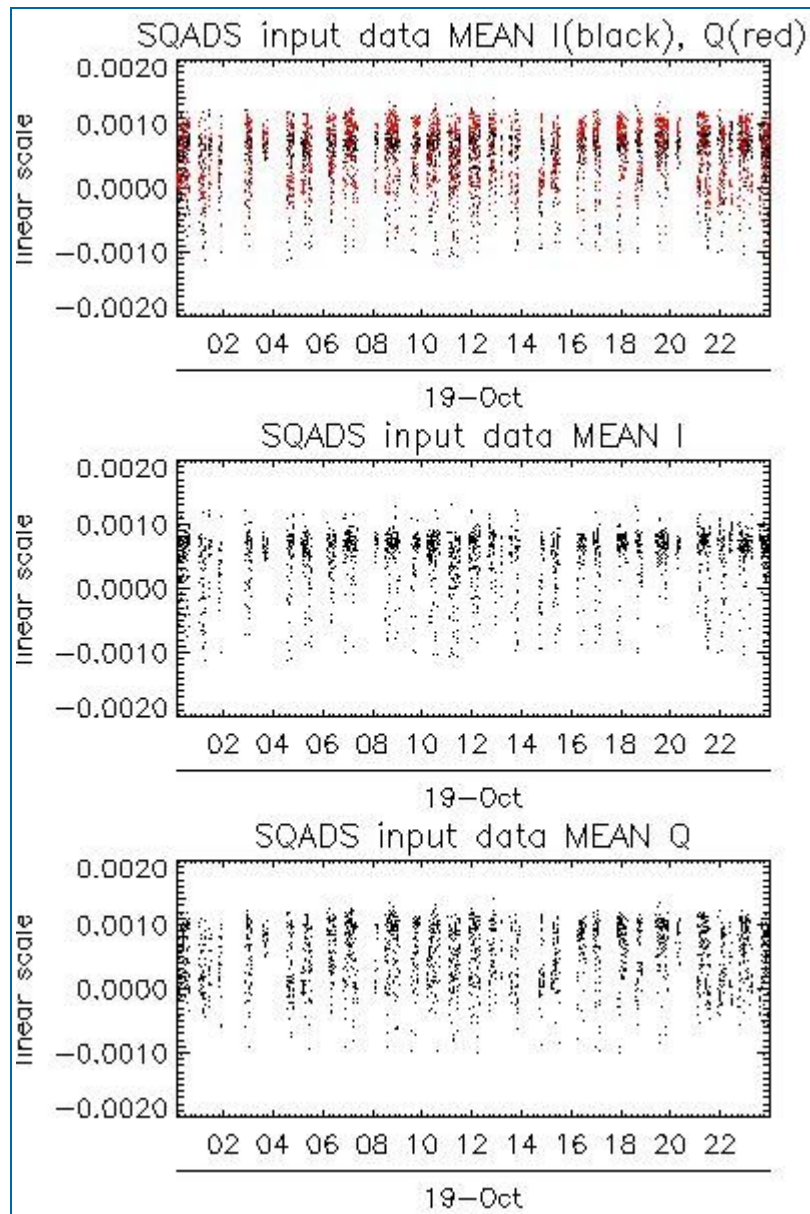 SQADS input data MEAN I(black), Q(red)
linear scale
0.0020
0.0010
0.0000
−0.0010
−0.0020
02 04 06 08 10 12 14 16 18 20 22
19−Oct
SQADS input data MEAN I
linear scale
0.0020
0.0010
0.0000
−0.0010
−0.0020
02 04 06 08 10 12 14 16 18 20 22
19−Oct
SQADS input data MEAN Q
linear scale
0.0020
0.0010
0.0000
−0.0010
−0.0020
02 04 06 08 10 12 14 16 18 20 22
19−Oct